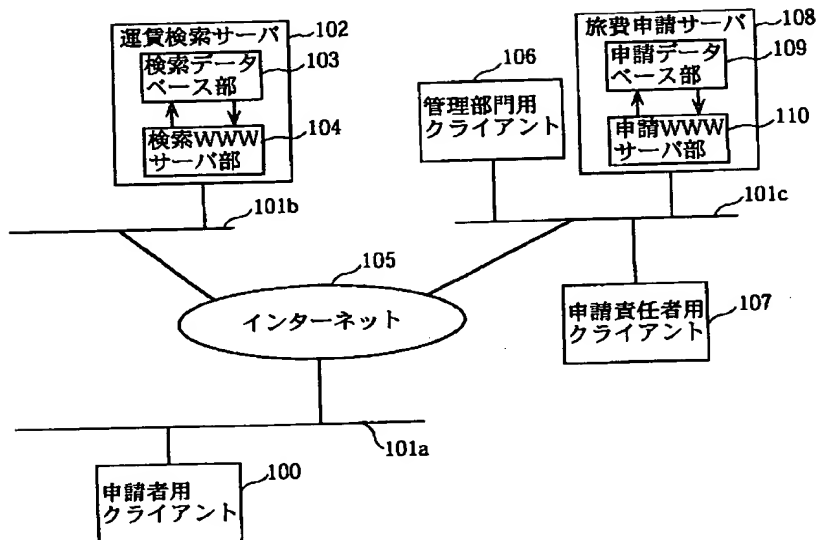 運賃検索サーバ
102
検索データ
ベース部
103
検索WWW
サーバ部
104
101b
106
管理部門用
クライアント
旅費申請サーバ
108
申請データ
ベース部
109
申請WWW
サーバ部
110
101c
105
インターネット
申請責任者用
クライアント
107
101a
申請者用
クライアント
100